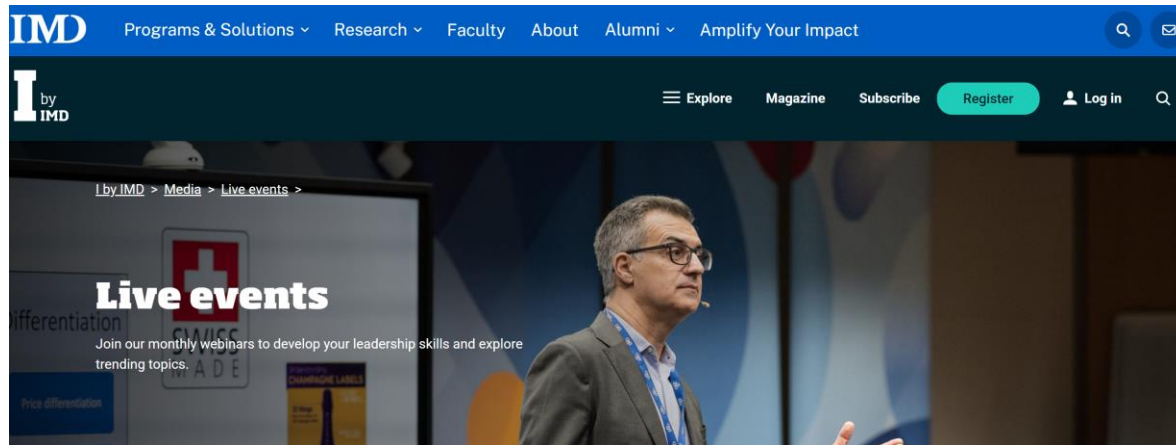 IMD Programs & Solutions Research Faculty About Alumni Amplify Your Impact
I by IMD
Explore Magazine Subscribe Register Log in
I by IMD > Media > Live events >
Live events
Differentiation
SWISS
MADE
Join our monthly webinars to develop your leadership skills and explore
trending topics.
CHAMPAGNE LABELS
Price differentiation